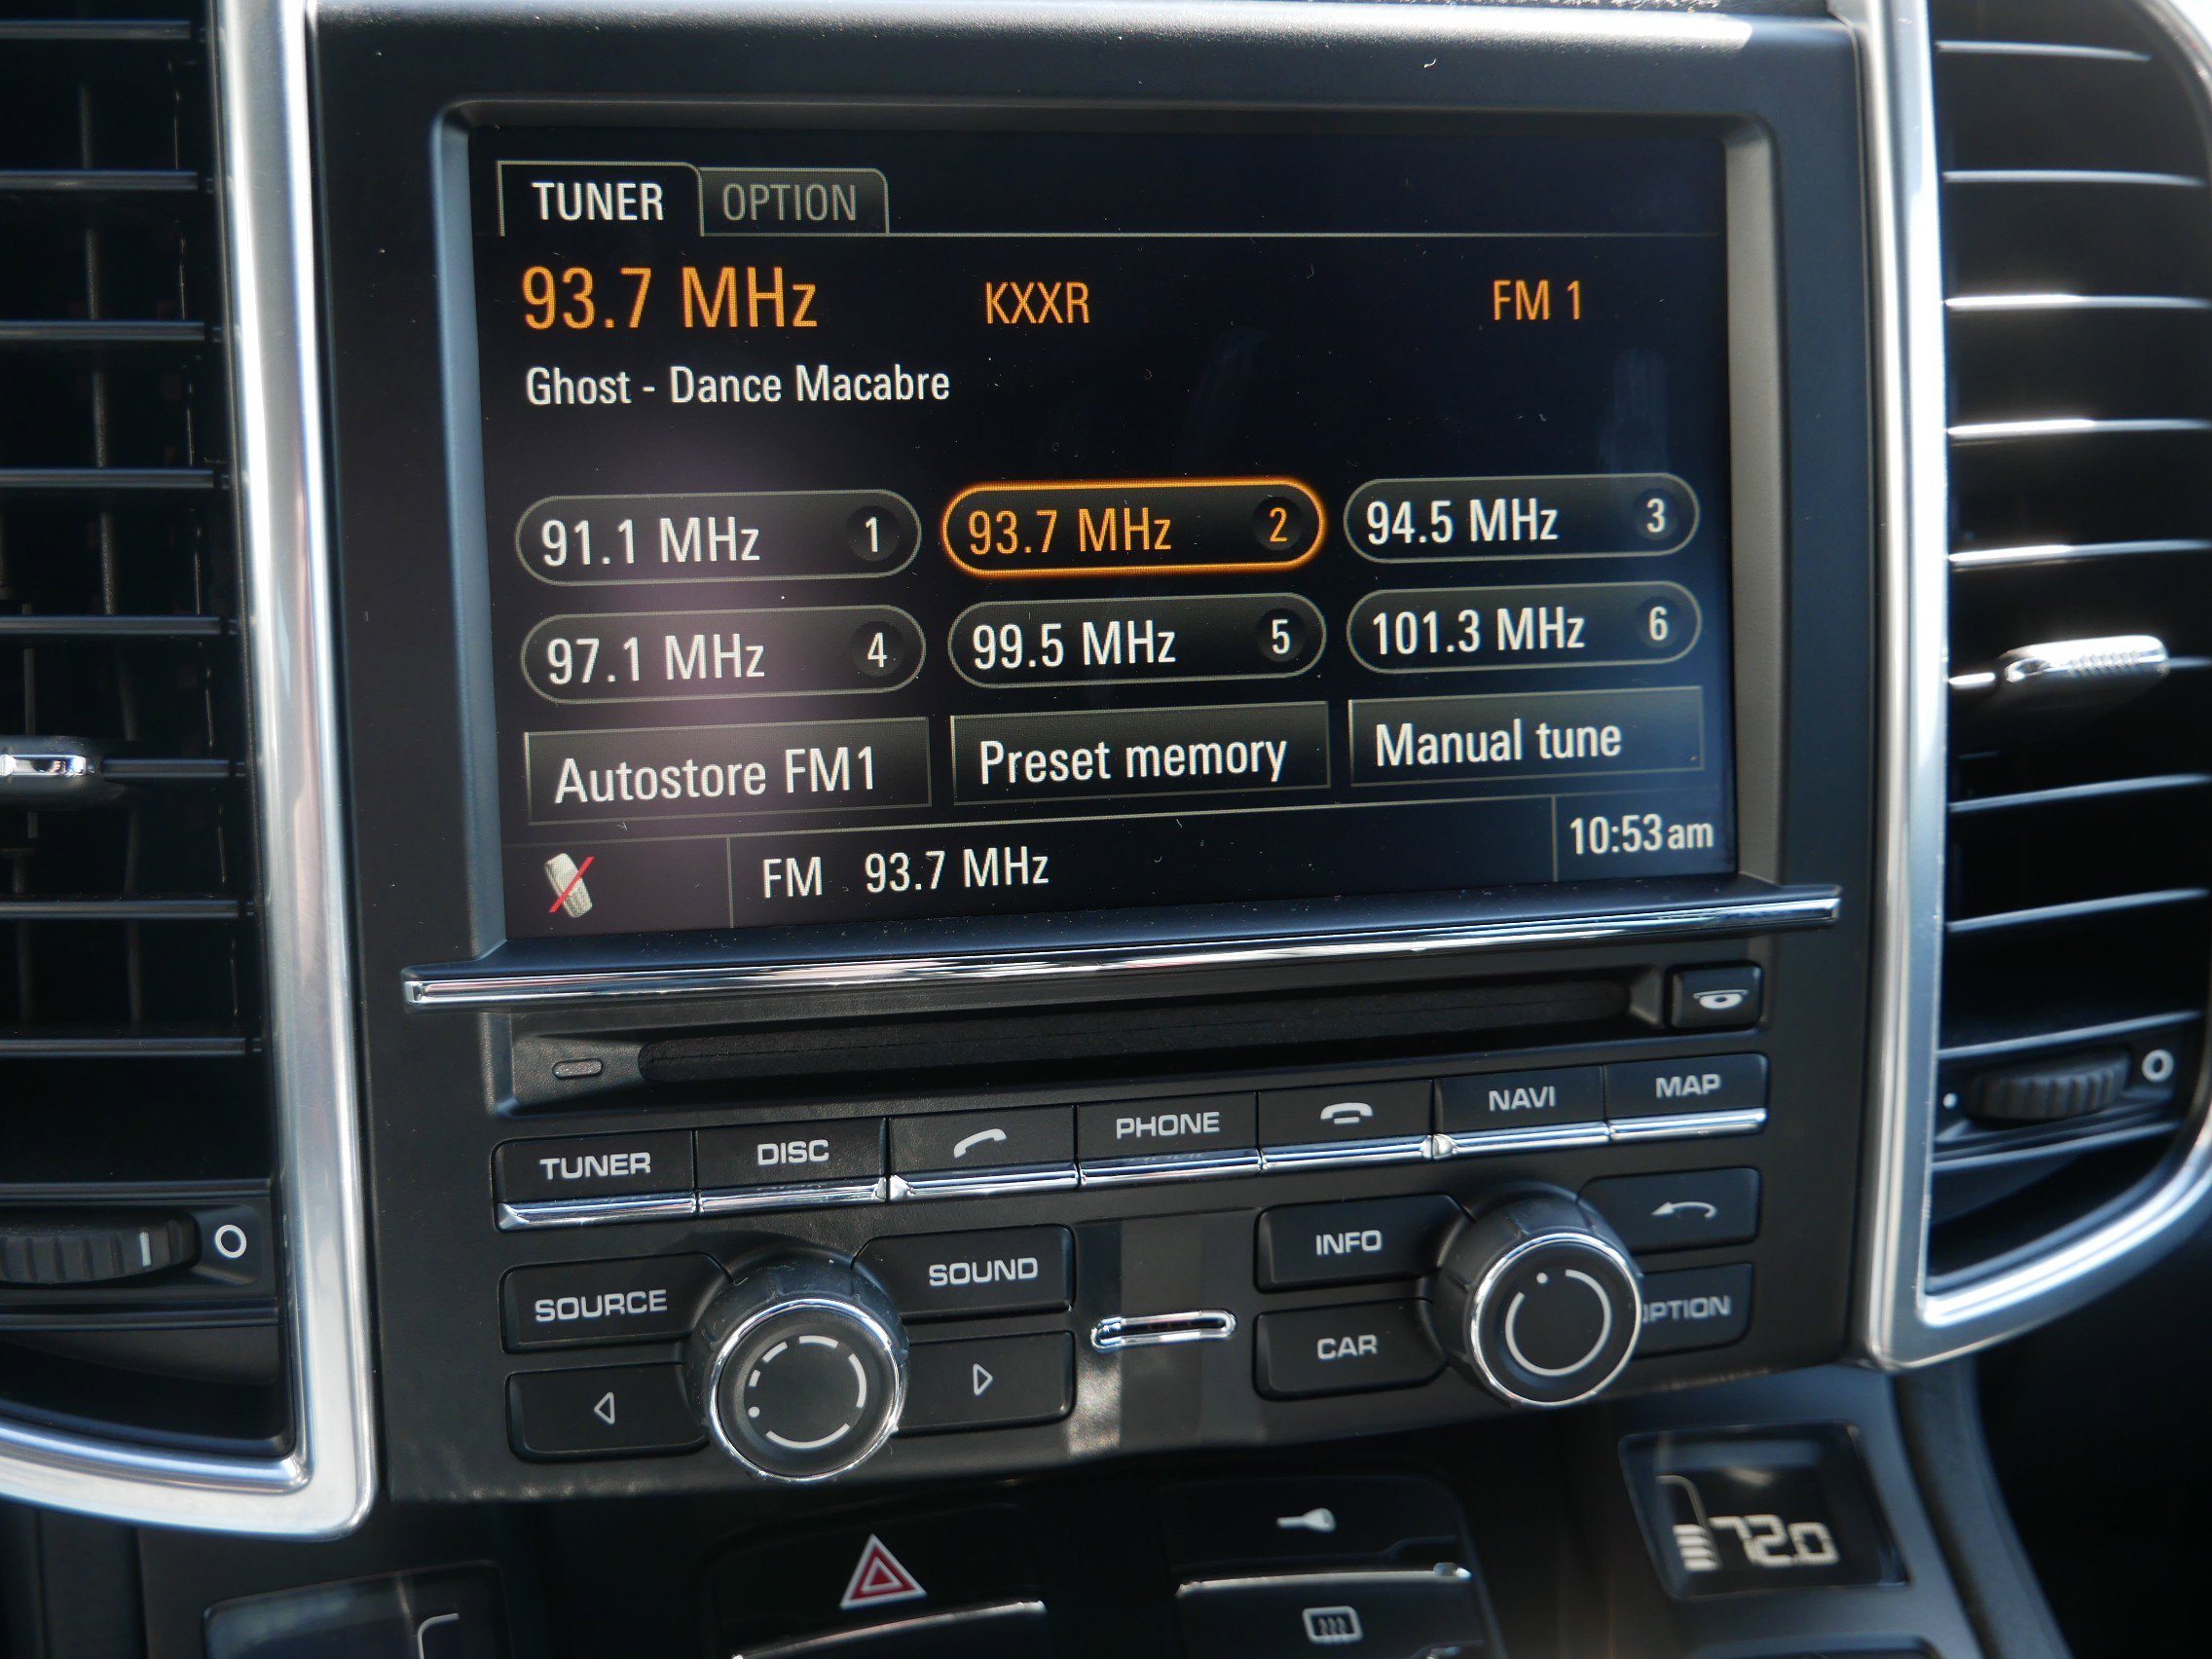 TUNER OPTION
93.7 MHz KXXR FM 1
Ghost - Dance Macabre
91.1 MHz 1 93.7 MHz 2 94.5 MHz 3
97.1 MHz 4 99.5 MHz 5 101.3 MHz 6
Autostore FM1 Preset memory Manual tune
FM 93.7 MHz 10:53am
TUNER DISC PHONE NAVI MAP
SOURCE SOUND INFO
CAR OPTION
72.0